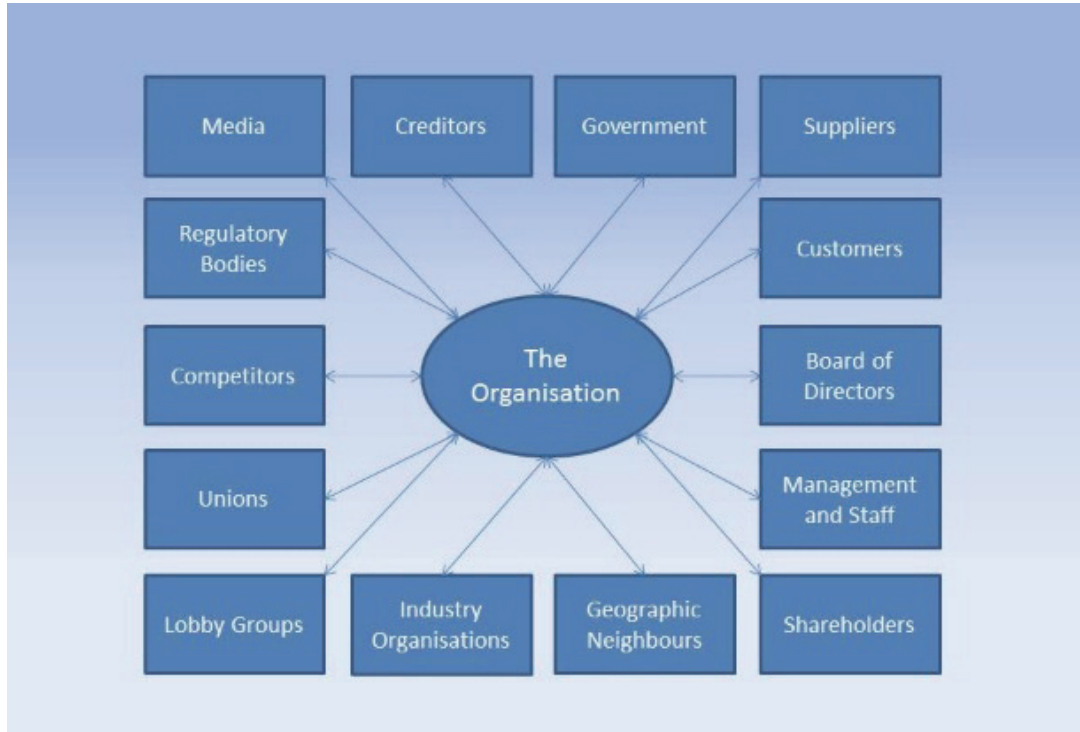 Media
Creditors
Government
Suppliers
Regulatory
Bodies
Customers
Competitors
The
Organisation
Board of
Directors
Unions
Management
and Staff
Lobby Groups
Industry
Organisations
Geographic
Neighbours
Shareholders